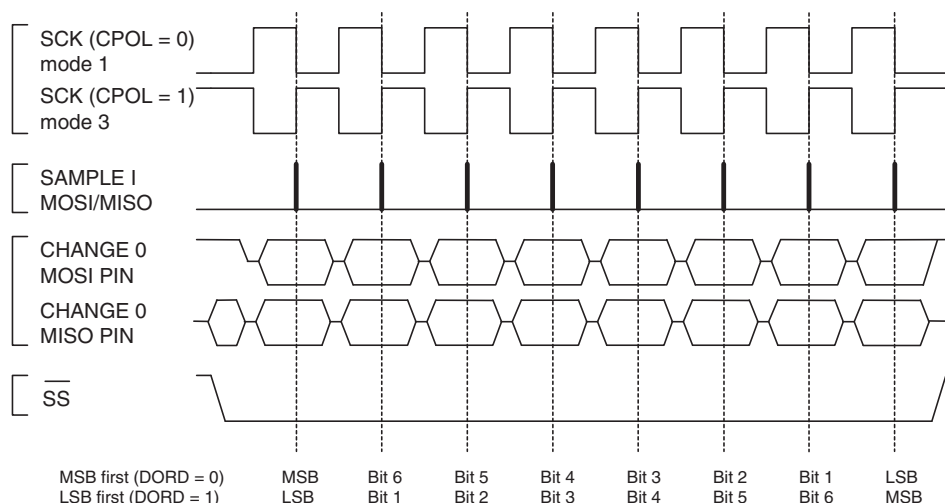 SCK (CPOL = 0)
mode 1
SCK (CPOL = 1)
mode 3
SAMPLE I
MOSI/MISO
CHANGE 0
MOSI PIN
CHANGE 0
MISO PIN
SS
MSB first (DORD = 0) MSB Bit 6 Bit 5 Bit 4 Bit 3 Bit 2 Bit 1 LSB
LSB first (DORD = 1) LSB Bit 1 Bit 2 Bit 3 Bit 4 Bit 5 Bit 6 MSB